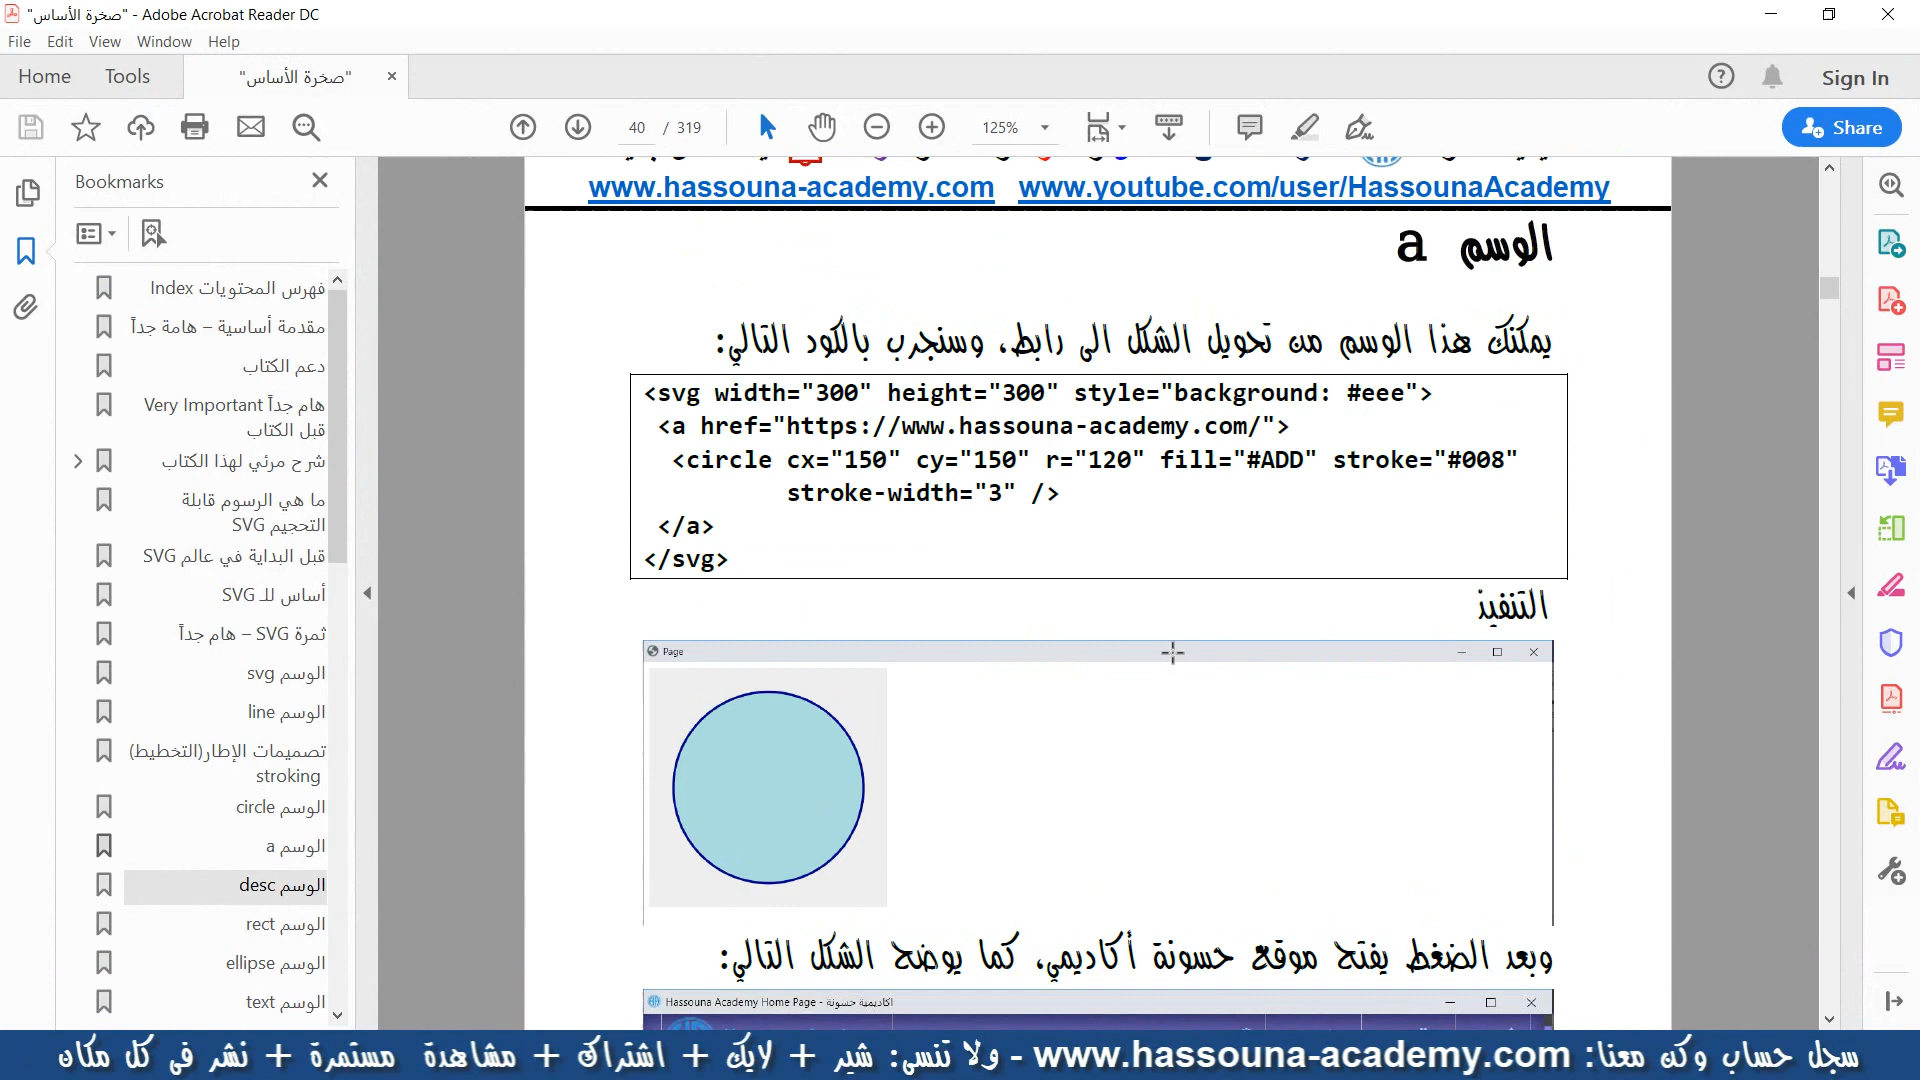 "صخرة الأساس" - Adobe Acrobat Reader DC
File Edit View Window Help
Home Tools "صخرة الأساس" Sign In
40 / 319 125% Share
Bookmarks
فهرس المحتويات Index
مقدمة أساسية – هامة جداً
دعم الكتاب
هام جداً Very Important
قبل الكتاب
شرح مرئي لهذا الكتاب
ما هي الرسوم قابلة
التحجيم SVG
قبل البداية في عالم SVG
أساس للـ SVG
ثمرة SVG – هام جداً
الوسم svg
الوسم line
تصميمات الإطار(التخطيط)
stroking
الوسم circle
الوسم a
الوسم desc
الوسم rect
الوسم ellipse
الوسم text
www.hassouna-academy.com www.youtube.com/user/HassounaAcademy
الوسم a
يمكنك هذا الوسم من تحويل الشكل الى رابط، وسنجرب بالكود التالي:
<svg width="300" height="300" style="background: #eee">
<a href="https://www.hassouna-academy.com/">
<circle cx="150" cy="150" r="120" fill="#ADD" stroke="#008"
stroke-width="3" />
</a>
</svg>
التنفيذ
Page
وبعد الضغط يفتح موقع حسونة أكاديمي، كما يوضح الشكل التالي:
Hassouna Academy Home Page - اكاديمية حسونة
سجل حساب وكن معنا: www.hassouna-academy.com - ولا تنسى: شير + لايك + اشتراك + مشاهدة مستمرة + نشر في كل مكان